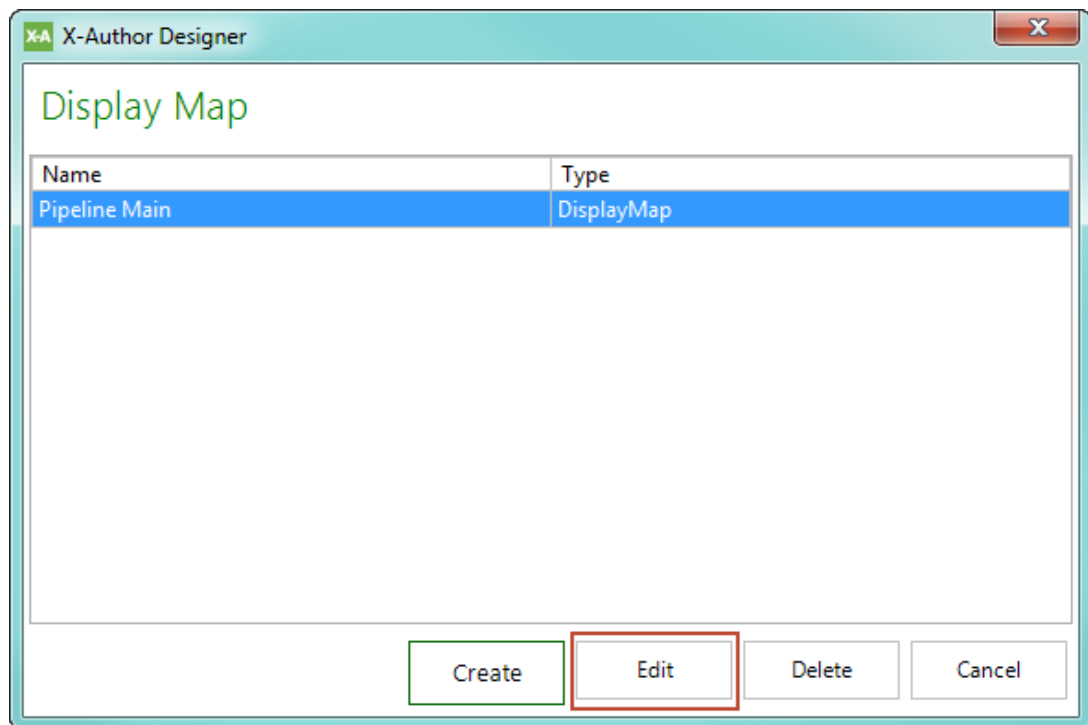 X-A X-Author Designer x
Display Map
Name Type
Pipeline Main DisplayMap
Create Edit Delete Cancel